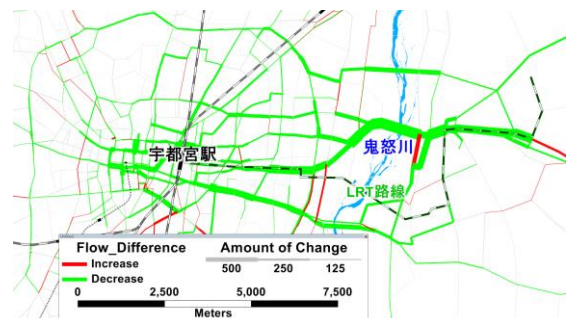 宇都宮駅
鬼怒川
LRT路線
Flow_Difference
Increase
Decrease
Amount of Change
500 250 125
0 2,500 5,000 7,500
Meters